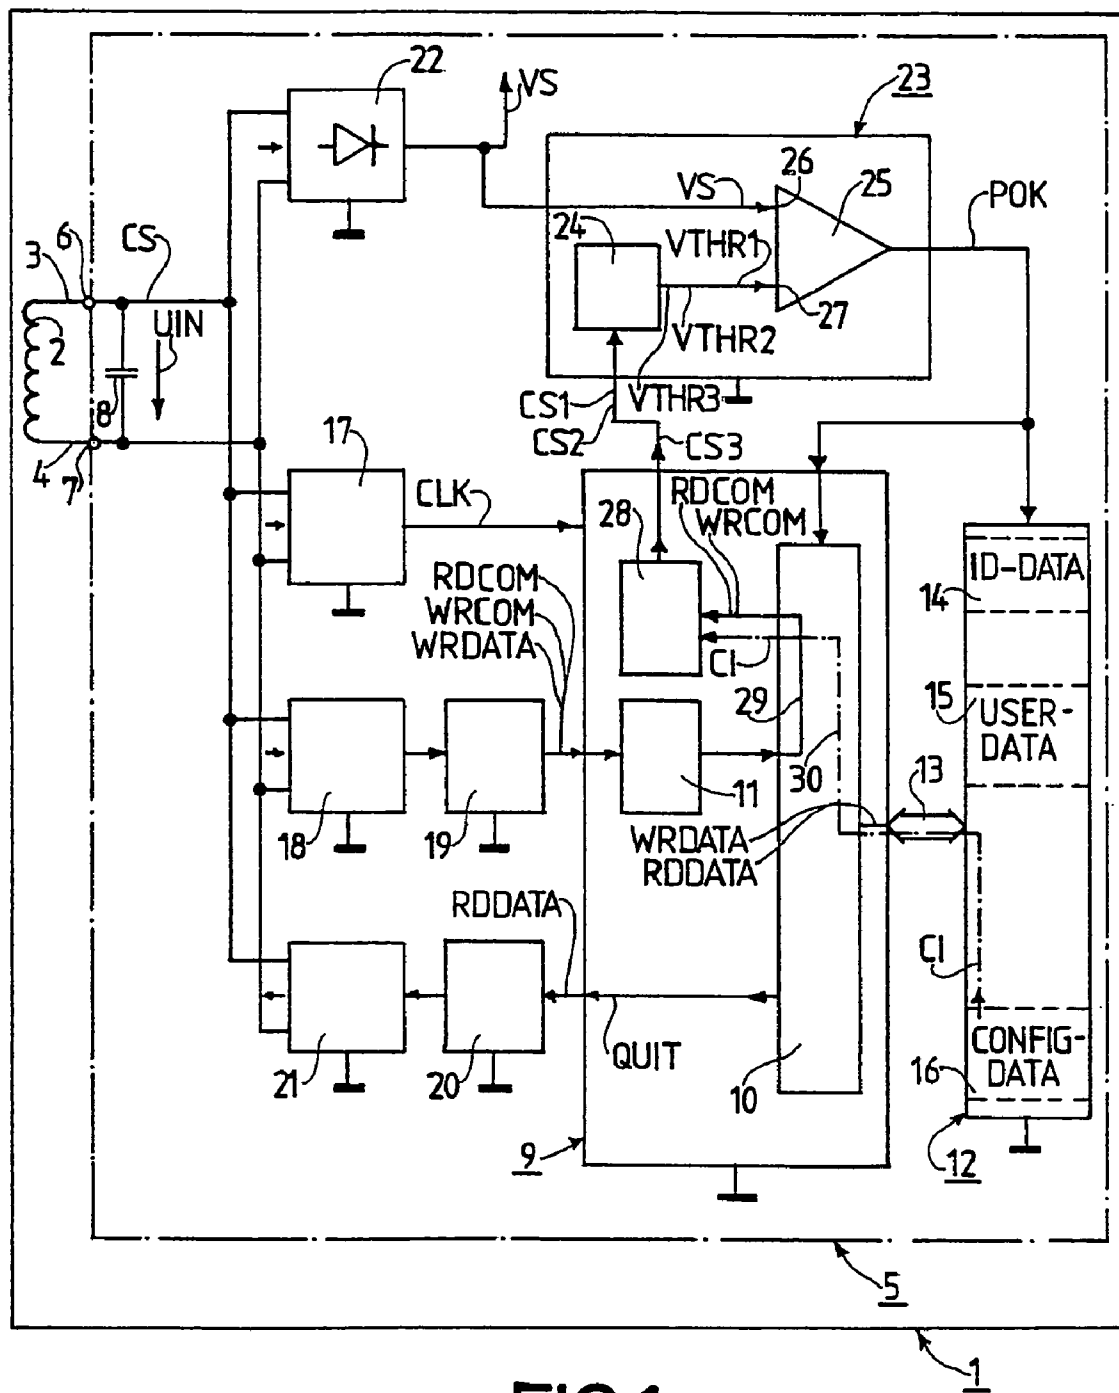 22
VS
23
26
25
VS
POK
24
VTHR1
CS
6
3
27
UIN
2
VTHR2
VTHR3
8
CS1
CS2
CS3
17
4
7
CLK
RDCOM
WRCOM
28
ID-DATA
14
RDCOM
WRCOM
WRDATA
CI
29
15
USER-
DATA
30
13
18
19
11
WRDATA
RDDATA
RDDATA
CI
QUIT
CONFIG-
DATA
16
21
20
10
9
12
5
1